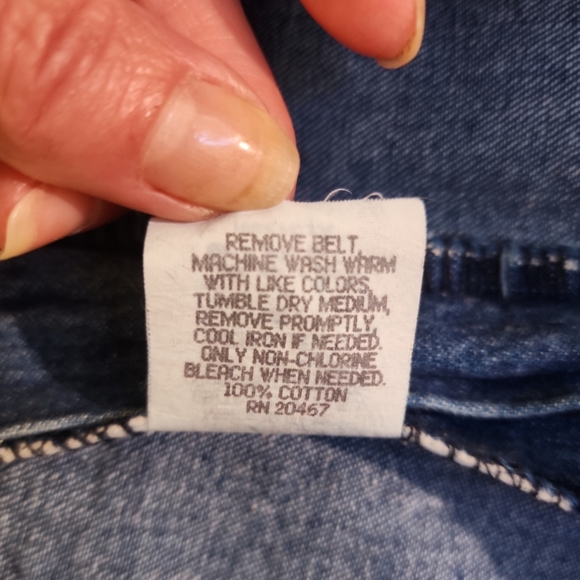 REMOVE BELT,
MACHINE WASH WARM
WITH LIKE COLORS,
TUMBLE DRY MEDIUM,
REMOVE PROMPTLY,
COOL IRON IF NEEDED.
ONLY NON-CHLORINE
BLEACH WHEN NEEDED.
100% COTTON
RN 20467